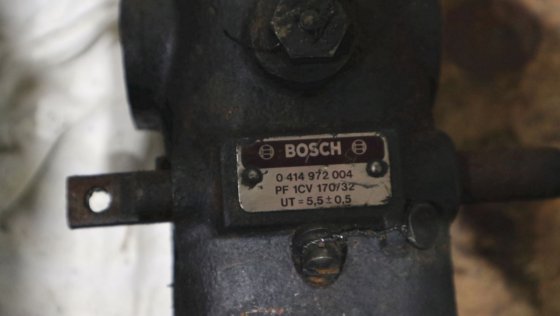 BOSCH
0 414 972 004
PF 1CV 170/32
UT = 5,5 ± 0,5